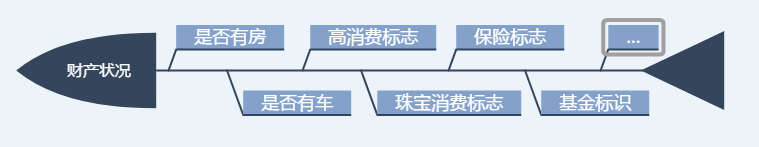 财产状况
是否有房
高消费标志
保险标志
...
是否有车
珠宝消费标志
基金标识